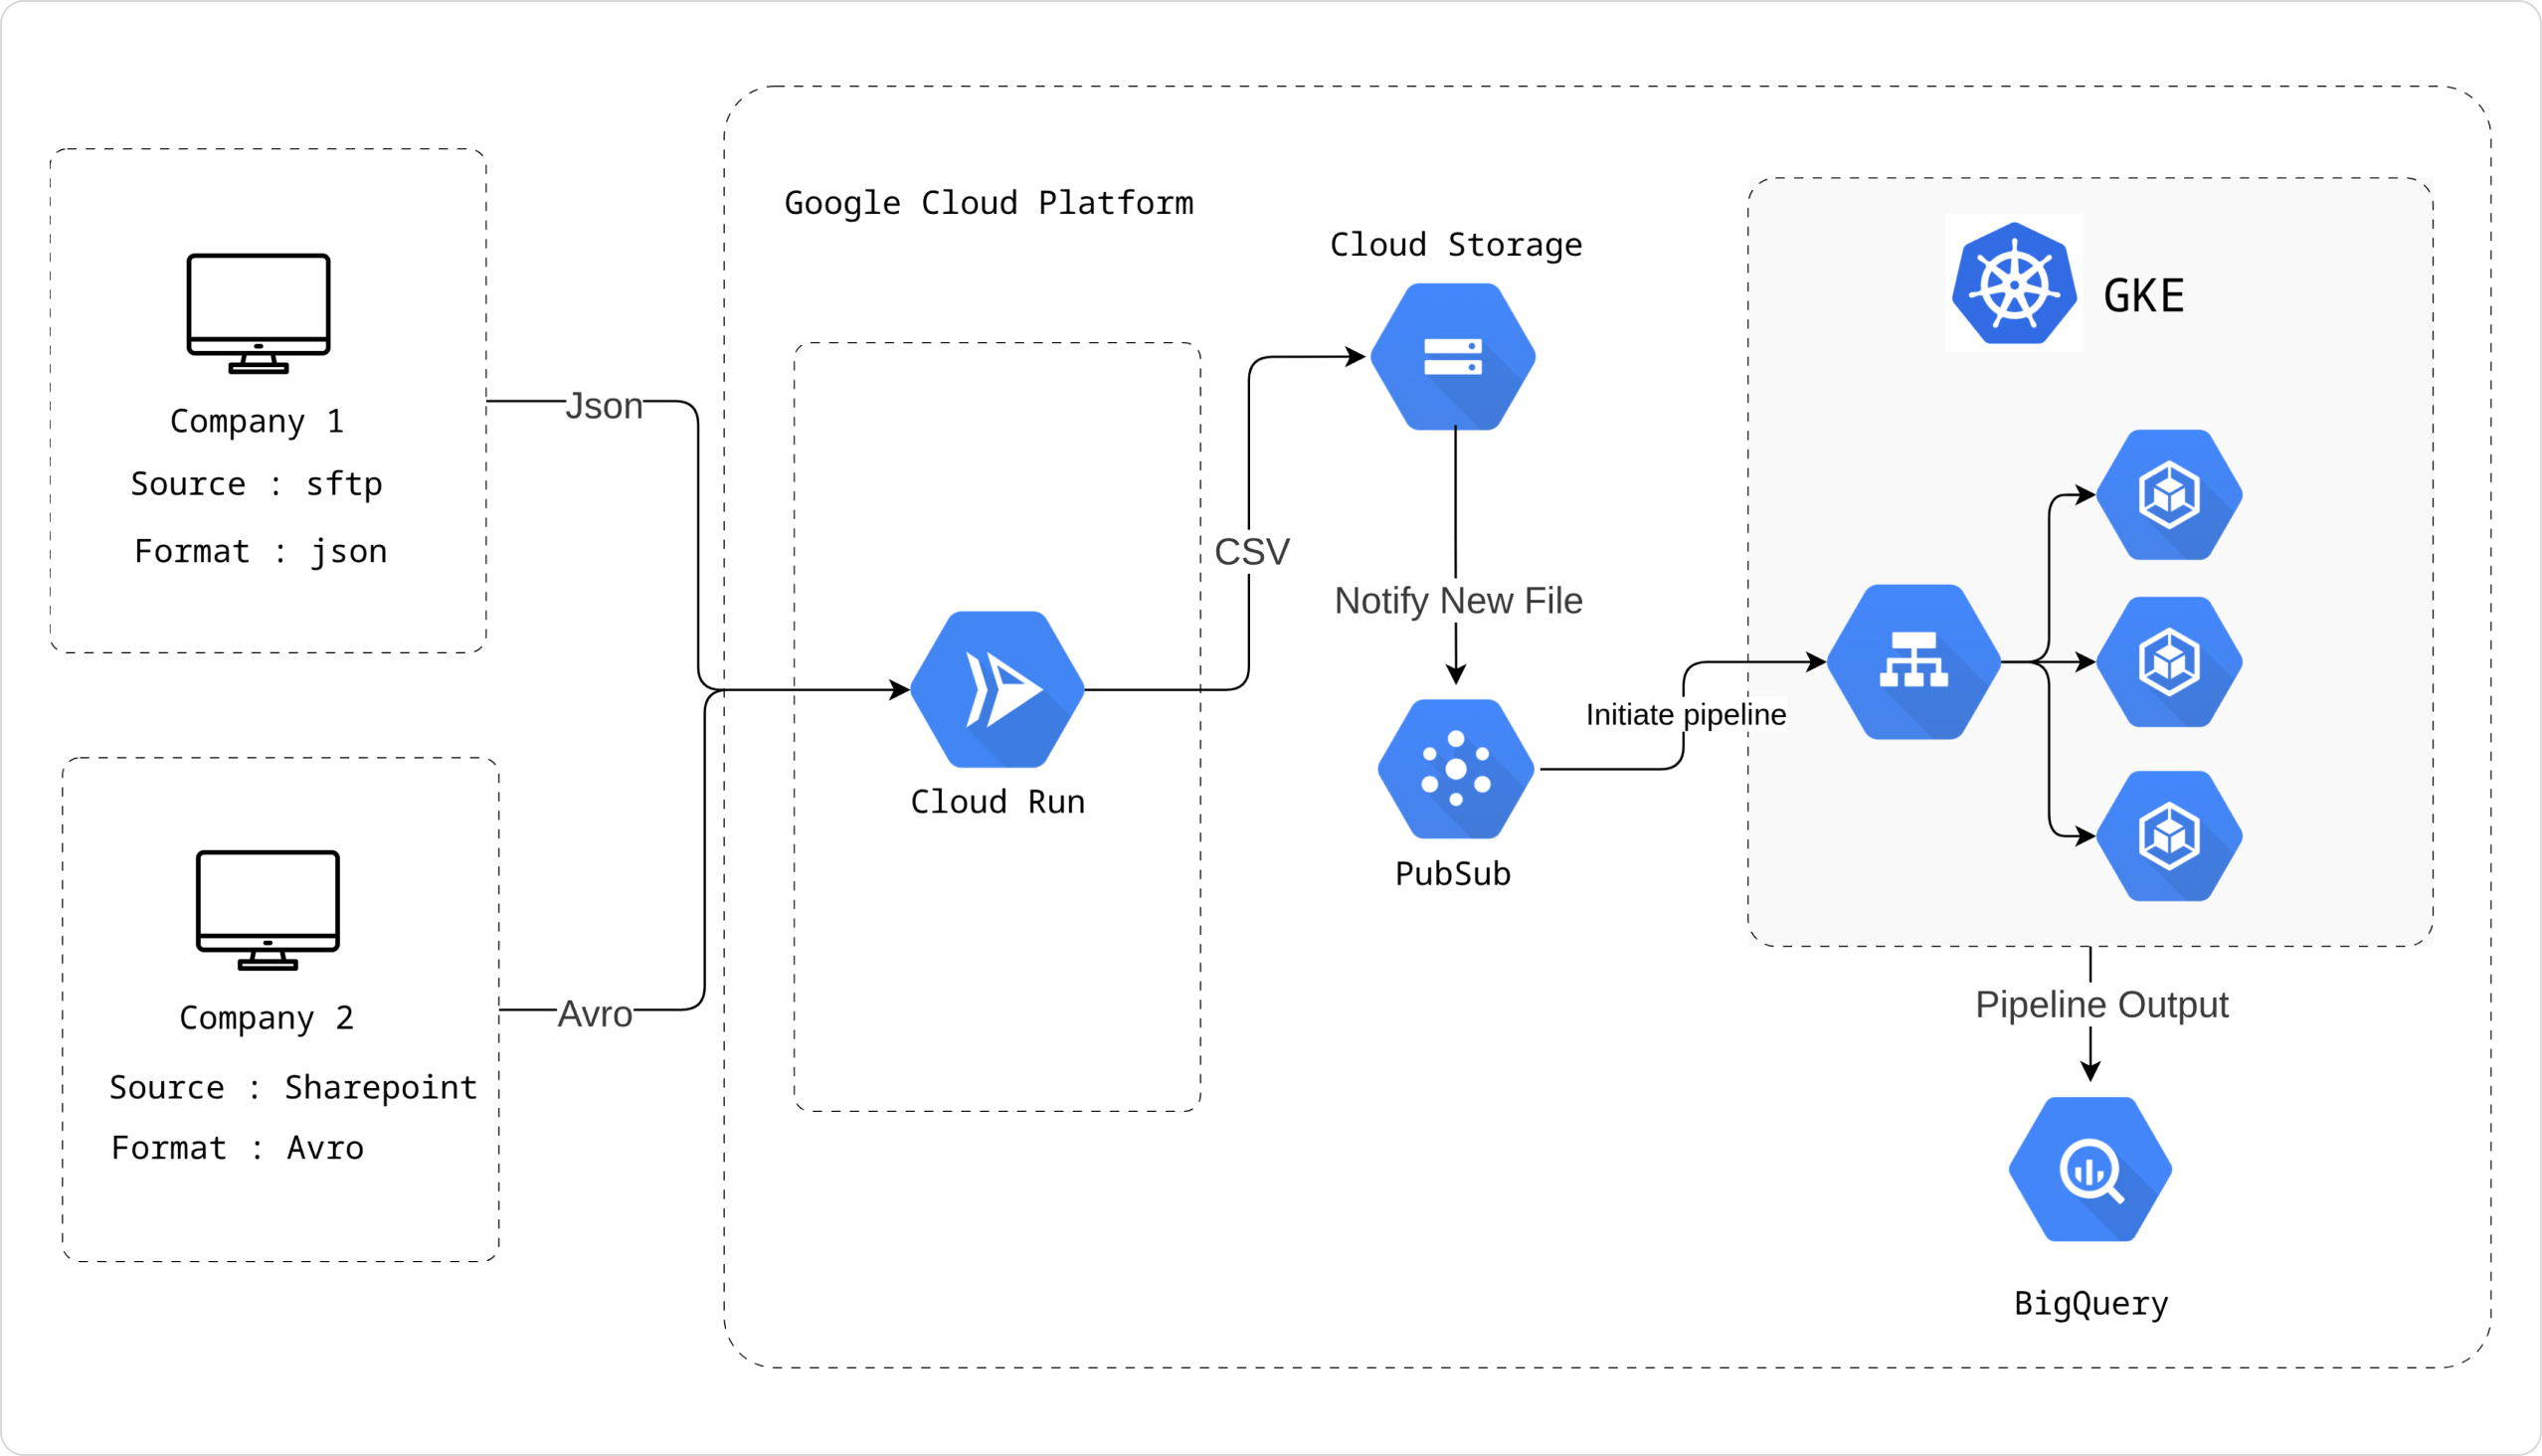 Google Cloud Platform
Company 1
Source : sftp
Format : json
Json
Company 2
Source : Sharepoint
Format : Avro
Avro
Cloud Run
CSV
Cloud Storage
Notify New File
PubSub
Initiate pipeline
GKE
Pipeline Output
BigQuery